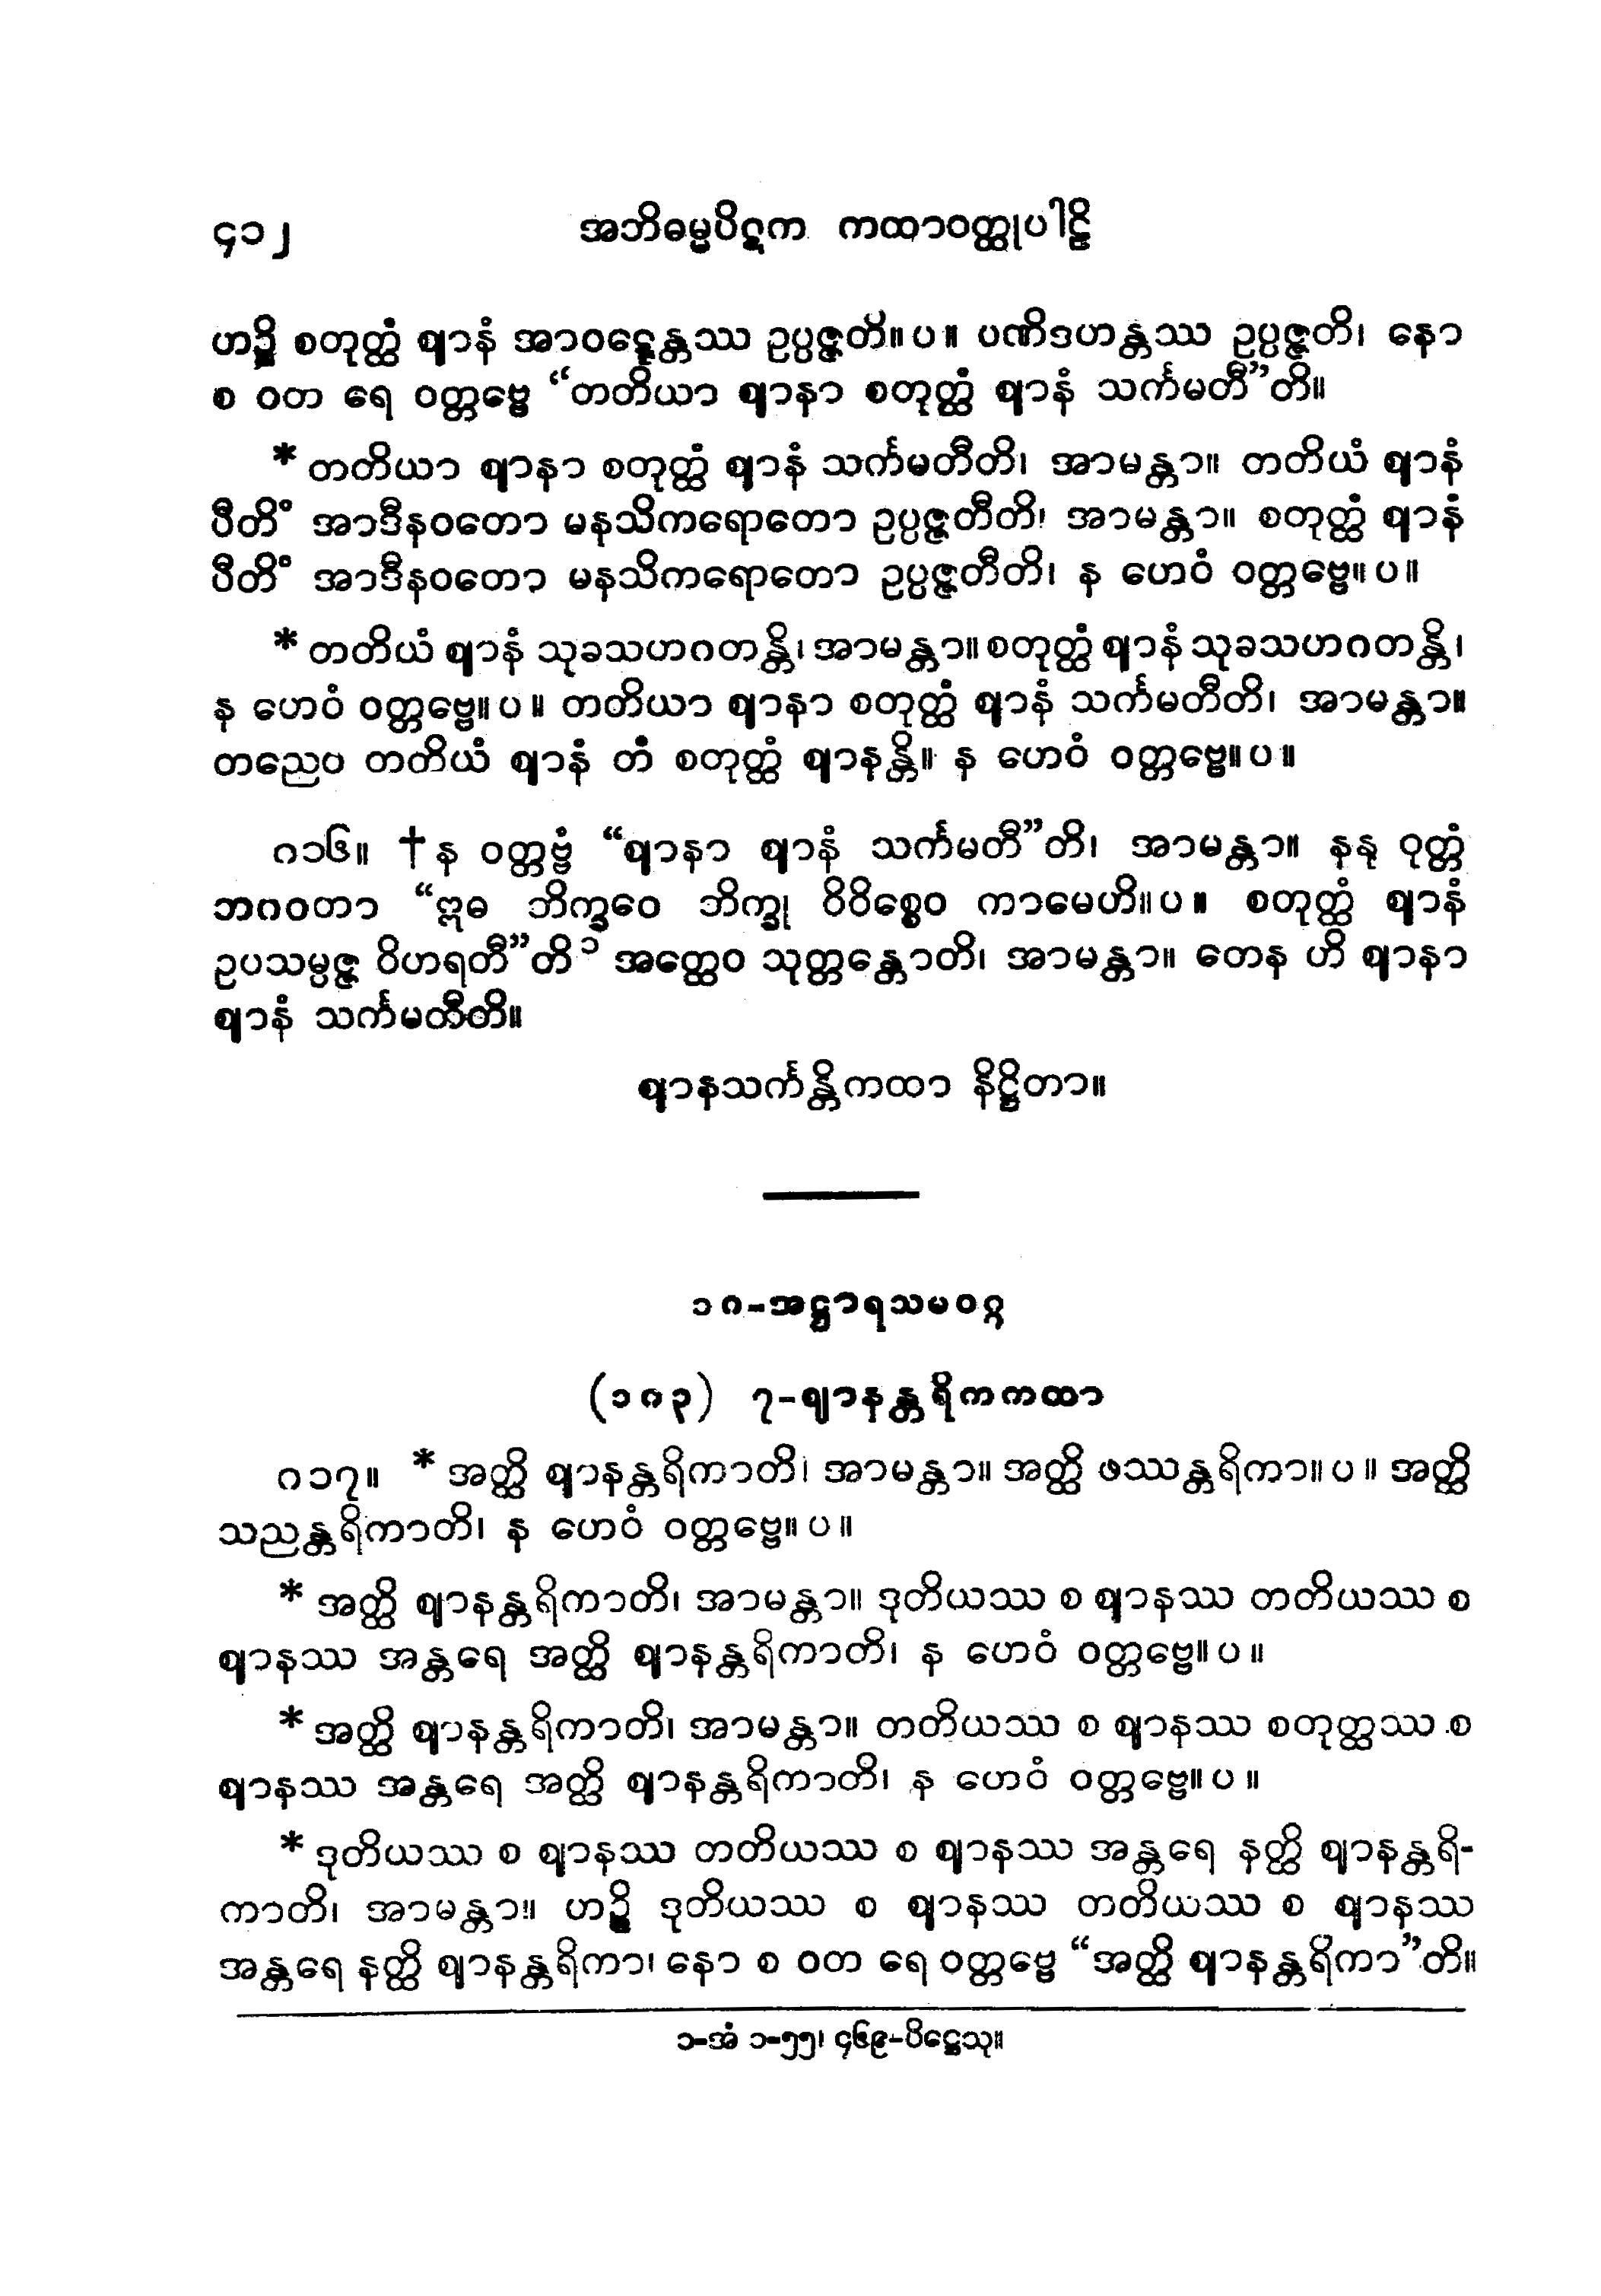 ၄၁၂ အဘိဓမ္မပိဋက ကထာဝတ္ထုပါဠိ
ဟဉ္စိ စတုတ္ထံ ဈာနံ အာဝဋ္ဋေန္တဿ ဥပ္ပဇ္ဇတိ။ပ။ ပဏိဒဟန္တဿ ဥပ္ပဇ္ဇတိ၊ နော
စ ဝတ ရေ ဝတ္တဗ္ဗေ “တတိယာ ဈာနာ စတုတ္ထံ ဈာနံ သင်္ကမတီ”တိ။
* တတိယာ ဈာနာ စတုတ္ထံ ဈာနံ သင်္ကမတီတိ၊ အာမန္တာ။ တတိယံ ဈာနံ
ပီတိံ အာဒီနဝတော မနသိကရောတော ဥပ္ပဇ္ဇတီတိ၊ အာမန္တာ။ စတုတ္ထံ ဈာနံ
ပီတိံ အာဒီနဝတော မနသိကရောတော ဥပ္ပဇ္ဇတီတိ၊ န ဟေဝံ ဝတ္တဗ္ဗေ။ပ။
* တတိယံ ဈာနံ သုခသဟဂတန္တိ၊ အာမန္တာ။ စတုတ္ထံ ဈာနံ သုခသဟဂတန္တိ၊
န ဟေဝံ ဝတ္တဗ္ဗေ။ပ။ တတိယာ ဈာနာ စတုတ္ထံ ဈာနံ သင်္ကမတီတိ၊ အာမန္တာ။
တညေဝ တတိယံ ဈာနံ တံ စတုတ္ထံ ဈာနန္တိ။ န ဟေဝံ ဝတ္တဗ္ဗေ။ပ။
၈၁၆။ † န ဝတ္တဗ္ဗံ “ဈာနာ ဈာနံ သင်္ကမတီ”တိ၊ အာမန္တာ။ နနု ဝုတ္တံ
ဘဂဝတာ “ဣဓ ဘိက္ခဝေ ဘိက္ခု ဝိဝိစ္စေဝ ကာမေဟိ။ပ။ စတုတ္ထံ ဈာနံ
ဥပသမ္ပဇ္ဇ ဝိဟရတီ”တိ ၁ အတ္ထေဝ သုတ္တန္တောတိ၊ အာမန္တာ။ တေန ဟိ ဈာနာ
ဈာနံ သင်္ကမတီတိ။
ဈာနသင်္ကန္တိကထာ နိဋ္ဌိတာ။
၁၈-အဋ္ဌာရသမဝဂ္ဂ
(၁၈၃) ၇-ဈာနန္တရိကကထာ
၈၁၇။ * အတ္ထိ ဈာနန္တရိကာတိ၊ အာမန္တာ။ အတ္ထိ ဖဿန္တရိကာ။ပ။ အတ္ထိ
သညန္တရိကာတိ၊ န ဟေဝံ ဝတ္တဗ္ဗေ။ပ။
* အတ္ထိ ဈာနန္တရိကာတိ၊ အာမန္တာ။ ဒုတိယဿ စ ဈာနဿ တတိယဿ စ
ဈာနဿ အန္တရေ အတ္ထိ ဈာနန္တရိကာတိ၊ န ဟေဝံ ဝတ္တဗ္ဗေ။ပ။
* အတ္ထိ ဈာနန္တရိကာတိ၊ အာမန္တာ။ တတိယဿ စ ဈာနဿ စတုတ္ထဿ စ
ဈာနဿ အန္တရေ အတ္ထိ ဈာနန္တရိကာတိ၊ န ဟေဝံ ဝတ္တဗ္ဗေ။ပ။
* ဒုတိယဿ စ ဈာနဿ တတိယဿ စ ဈာနဿ အန္တရေ နတ္ထိ ဈာနန္တရိ-
ကာတိ၊ အာမန္တာ။ ဟဉ္စိ ဒုတိယဿ စ ဈာနဿ တတိယဿ စ ဈာနဿ
အန္တရေ နတ္ထိ ဈာနန္တရိကာ၊ နော စ ဝတ ရေ ဝတ္တဗ္ဗေ “အတ္ထိ ဈာနန္တရိကာ”တိ။
၁-အံ ၁-၅၅၊ ၄၆၉-ပိဋ္ဌေသု။